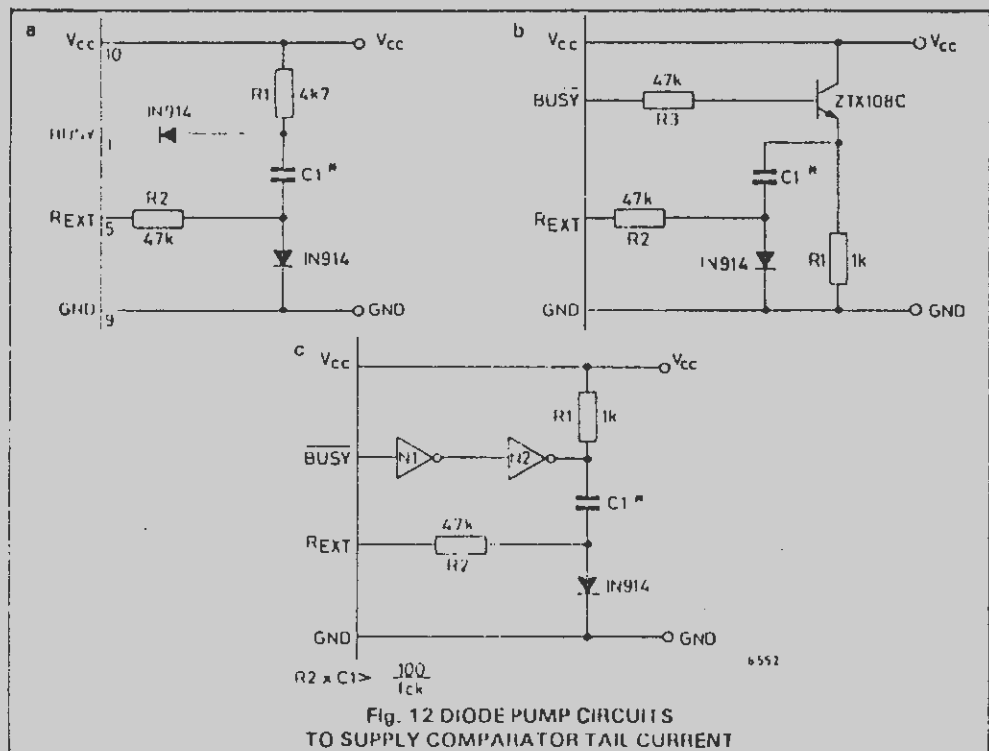 a
VCC
10
VCC
R1
4k7
IN914
BUSY
1
C1*
R2
REXT
5
47k
IN914
GND
9
GND
b
VCC
VCC
47k
BUSY
R3
ZTX108C
C1*
47k
REXT
R2
IN914
R1
1k
GND
GND
c
VCC
VCC
R1
1k
BUSY
N1
N2
C1*
47k
REXT
R2
IN914
GND
GND
6552
R2 x C1 > 100
fck
Fig. 12 DIODE PUMP CIRCUITS
TO SUPPLY COMPARATOR TAIL CURRENT